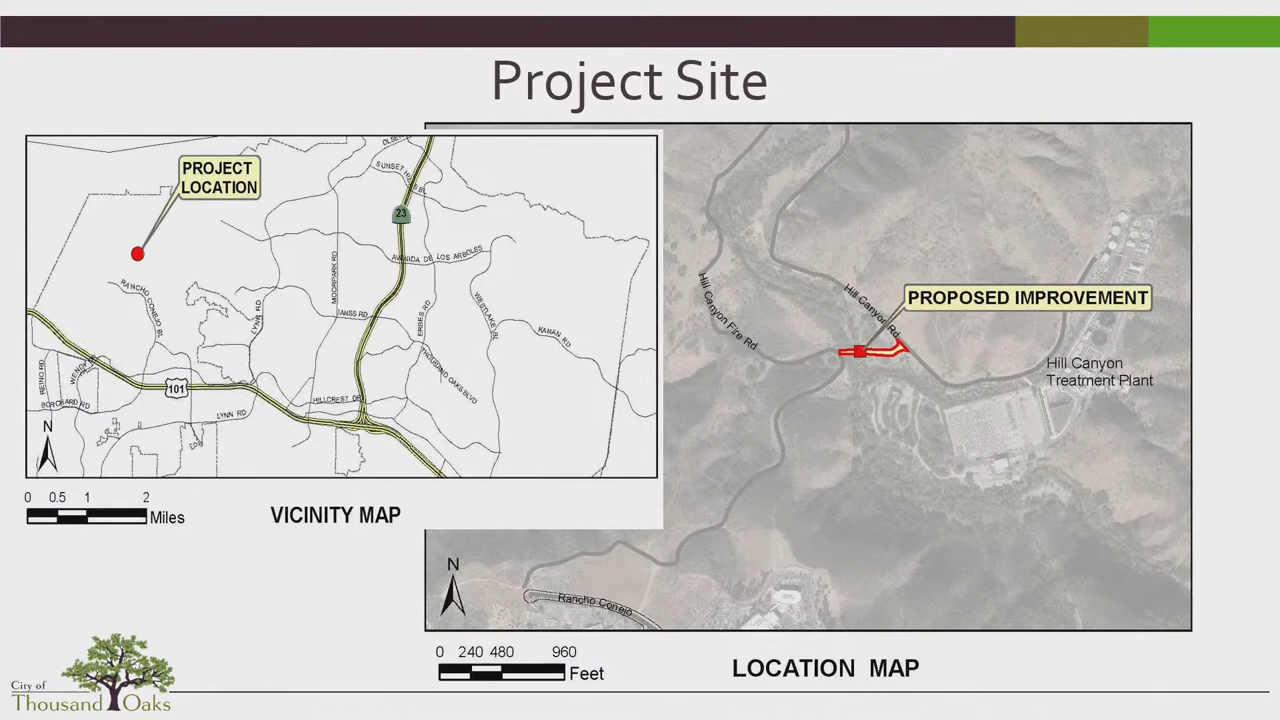 Project Site
PROJECT
LOCATION
OLSEN
SUNSET HILLS BL
23
AVENIDA DE LOS ARBOLES
RANCHO CONEJO BL
MOORPARK RD
LYNN RD
JANSS RD
ERBES RD
WESTLAKE BL
KANAN RD
THOUSAND OAKS BLVD
REINO RD
WENDY
101
BORCHARD RD
LYNN RD
HILLCREST DR
N
0 0.5 1 2
Miles
VICINITY MAP
Hill Canyon Fire Rd.
Hill Canyon Rd.
PROPOSED IMPROVEMENT
Hill Canyon
Treatment Plant
Rancho Conejo
N
0 240 480 960
Feet
LOCATION MAP
City of
Thousand Oaks